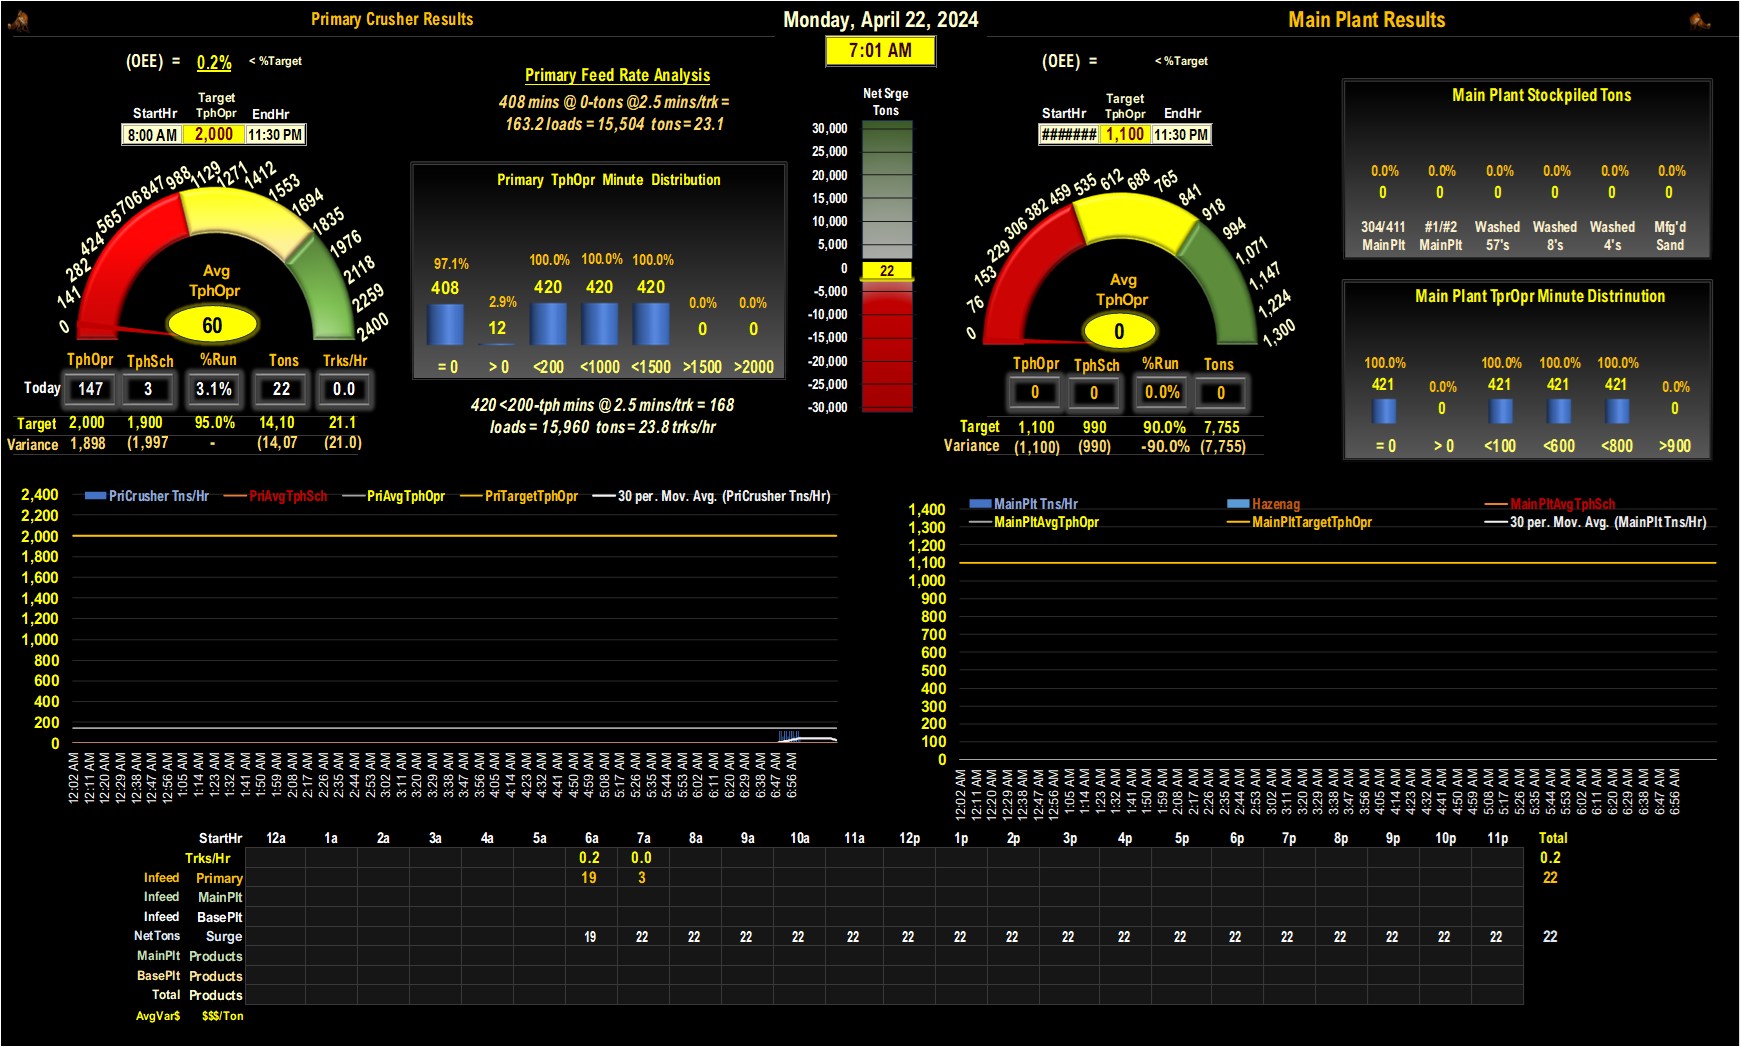 Primary Crusher Results
Monday, April 22, 2024
Main Plant Results
7:01 AM
(OEE) = 0.2% < %Target
StartHr Target TphOpr EndHr
8:00 AM 2,000 11:30 PM
0 141 282 424 565 706 847 988 1129 1271 1412 1553 1694 1835 1976 2118 2259 2400
Avg
TphOpr
60
TphOpr TphSch %Run Tons Trks/Hr
Today 147 3 3.1% 22 0.0
Target 2,000 1,900 95.0% 14,10 21.1
Variance 1,898 (1,997 - (14,07 (21.0)
Primary Feed Rate Analysis
408 mins @ 0-tons @2.5 mins/trk =
163.2 loads = 15,504 tons = 23.1
Primary TphOpr Minute Distribution
97.1% 2.9% 100.0% 100.0% 100.0% 0.0% 0.0%
408 12 420 420 420 0 0
= 0 > 0 <200 <1000 <1500 >1500 >2000
420 <200-tph mins @ 2.5 mins/trk = 168
loads = 15,960 tons = 23.8 trks/hr
Net Srge
Tons
30,000
25,000
20,000
15,000
10,000
5,000
0
22
-5,000
-10,000
-15,000
-20,000
-25,000
-30,000
(OEE) = < %Target
StartHr Target TphOpr EndHr
####### 1,100 11:30 PM
0 76 153 229 306 382 459 535 612 688 765 841 918 994 1,071 1,147 1,224 1,300
Avg
TphOpr
0
TphOpr TphSch %Run Tons
0 0 0.0% 0
Target 1,100 990 90.0% 7,755
Variance (1,100) (990) -90.0% (7,755)
Main Plant Stockpiled Tons
0.0% 0.0% 0.0% 0.0% 0.0% 0.0%
0 0 0 0 0 0
304/411 #1/#2 Washed Washed Washed Mfg'd
MainPlt MainPlt 57's 8's 4's Sand
Main Plant TprOpr Minute Distrinution
100.0% 0.0% 100.0% 100.0% 100.0% 0.0%
421 0 421 421 421 0
= 0 > 0 <100 <600 <800 >900
PriCrusher Tns/Hr PriAvgTphSch PriAvgTphOpr PriTargetTphOpr 30 per. Mov. Avg. (PriCrusher Tns/Hr)
2,400
2,200
2,000
1,800
1,600
1,400
1,200
1,000
800
600
400
200
0
12:02 AM 12:11 AM 12:20 AM 12:29 AM 12:38 AM 12:47 AM 12:56 AM 1:05 AM 1:14 AM 1:23 AM 1:32 AM 1:41 AM 1:50 AM 1:59 AM 2:08 AM 2:17 AM 2:26 AM 2:35 AM 2:44 AM 2:53 AM 3:02 AM 3:11 AM 3:20 AM 3:29 AM 3:38 AM 3:47 AM 3:56 AM 4:05 AM 4:14 AM 4:23 AM 4:32 AM 4:41 AM 4:50 AM 4:59 AM 5:08 AM 5:17 AM 5:26 AM 5:35 AM 5:44 AM 5:53 AM 6:02 AM 6:11 AM 6:20 AM 6:29 AM 6:38 AM 6:47 AM 6:56 AM
MainPlt Tns/Hr Hazenag MainPltAvgTphSch
MainPltAvgTphOpr MainPltTargetTphOpr 30 per. Mov. Avg. (MainPlt Tns/Hr)
1,400
1,300
1,200
1,100
1,000
900
800
700
600
500
400
300
200
100
0
12:02 AM 12:11 AM 12:20 AM 12:29 AM 12:38 AM 12:47 AM 12:56 AM 1:05 AM 1:14 AM 1:23 AM 1:32 AM 1:41 AM 1:50 AM 1:59 AM 2:08 AM 2:17 AM 2:26 AM 2:35 AM 2:44 AM 2:53 AM 3:02 AM 3:11 AM 3:20 AM 3:29 AM 3:38 AM 3:47 AM 3:56 AM 4:05 AM 4:14 AM 4:23 AM 4:32 AM 4:41 AM 4:50 AM 4:59 AM 5:08 AM 5:17 AM 5:26 AM 5:35 AM 5:44 AM 5:53 AM 6:02 AM 6:11 AM 6:20 AM 6:29 AM 6:38 AM 6:47 AM 6:56 AM
StartHr 12a 1a 2a 3a 4a 5a 6a 7a 8a 9a 10a 11a 12p 1p 2p 3p 4p 5p 6p 7p 8p 9p 10p 11p Total
Trks/Hr 0.2 0.0 0.2
Infeed Primary 19 3 22
Infeed MainPlt
Infeed BasePlt
NetTons Surge 19 22 22 22 22 22 22 22 22 22 22 22 22 22 22 22 22 22 22
MainPlt Products
BasePlt Products
Total Products
AvgVar$ $$$/Ton